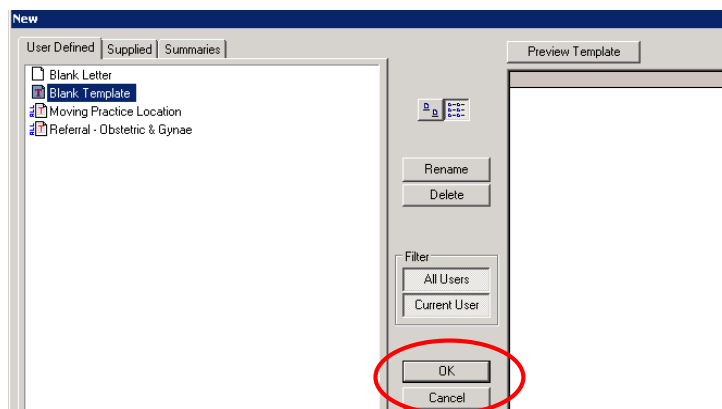 New
User Defined Supplied Summaries
Preview Template
Blank Letter
Blank Template
Moving Practice Location
Referral - Obstetric & Gynae
Rename
Delete
Filter
All Users
Current User
OK
Cancel